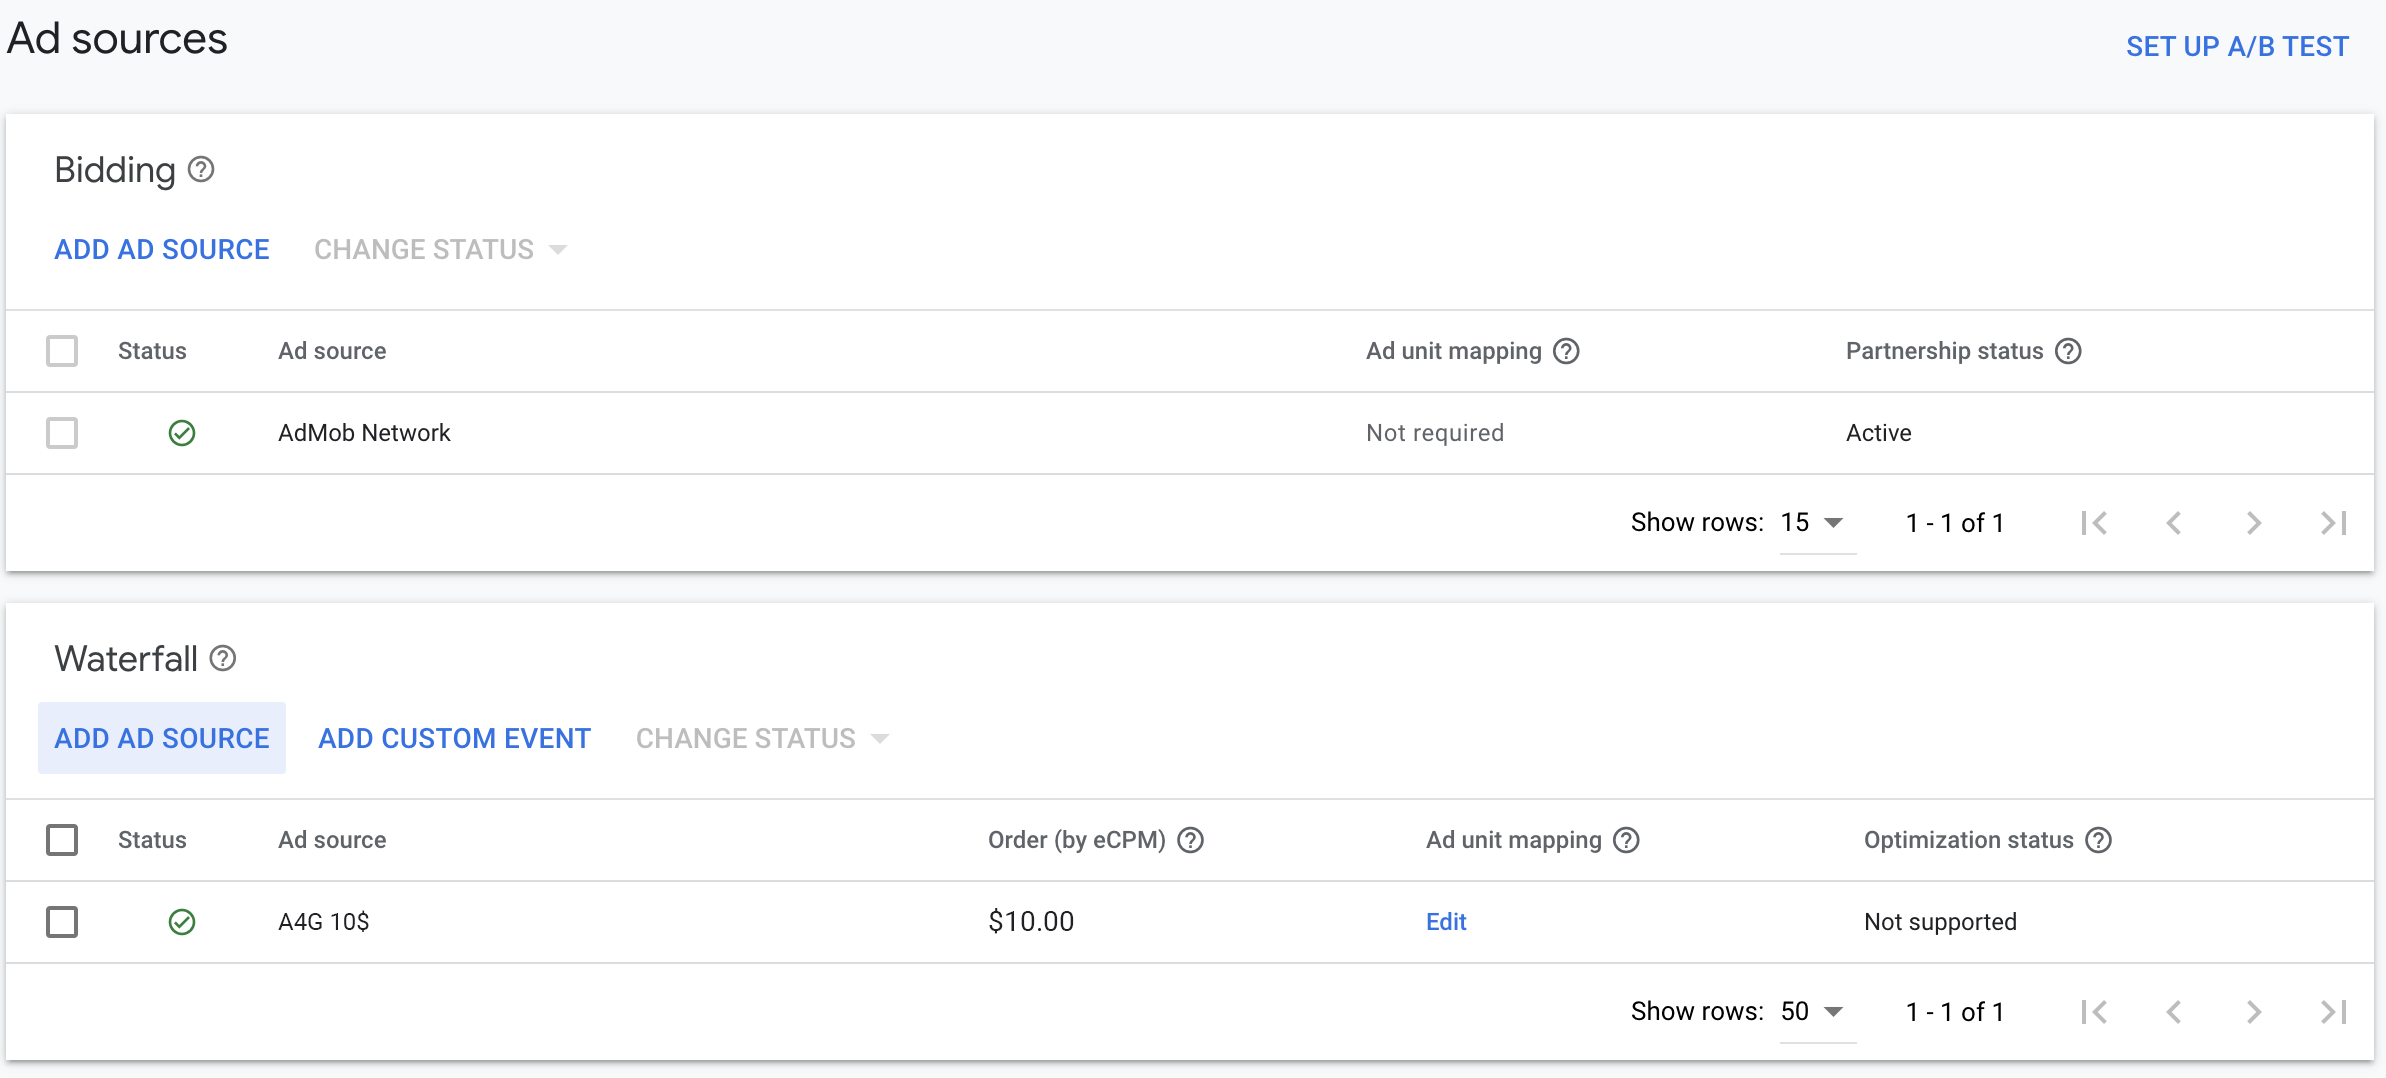 Ad sources
SET UP A/B TEST
Bidding
ADD AD SOURCE CHANGE STATUS
Status Ad source Ad unit mapping Partnership status
AdMob Network Not required Active
Show rows: 15 1 - 1 of 1
Waterfall
ADD AD SOURCE ADD CUSTOM EVENT CHANGE STATUS
Status Ad source Order (by eCPM) Ad unit mapping Optimization status
A4G 10$ $10.00 Edit Not supported
Show rows: 50 1 - 1 of 1